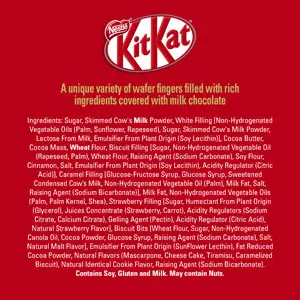 Nestlé
KitKat
A unique variety of wafer fingers filled with rich
ingredients covered with milk chocolate
Ingredients: Sugar, Skimmed Cow's Milk Powder, White Filling [Non-Hydrogenated
Vegetable Oils (Palm, Sunflower, Rapeseed), Sugar, Skimmed Cow's Milk Powder,
Lactose From Milk, Emulsifier From Plant Origin (Soy Lecithin)], Cocoa Butter,
Cocoa Mass, Wheat Flour, Biscuit Filling [Sugar, Non-Hydrogenated Vegetable Oil
(Rapeseed, Palm), Wheat Flour, Raising Agent (Sodium Carbonate), Soy Flour,
Cinnamon, Salt, Emulsifier From Plant Origin (Soy Lecithin), Acidity Regulator (Citric
Acid)], Caramel Filling [Glucose-Fructose Syrup, Glucose Syrup, Sweetened
Condensed Cow's Milk, Non-Hydrogenated Vegetable Oil (Palm), Milk Fat, Salt,
Raising Agent (Sodium Bicarbonate)], Milk Fat, Non-Hydrogenated Vegetable Oils
(Palm, Palm Kernel, Shea), Strawberry Filling [Sugar, Humectant From Plant Origin
(Glycerol), Juices Concentrate (Strawberry, Carrot), Acidity Regulators (Sodium
Citrate, Calcium Citrate), Gelling Agent (Pectin), Acidity Regulator (Citric Acid),
Natural Strawberry Flavor], Biscuit Bits [Wheat Flour, Sugar, Non-Hydrogenated
Canola Oil, Cocoa Powder, Glucose Syrup, Raising Agent (Sodium Carbonate), Salt,
Natural Malt Flavor], Emulsifier From Plant Origin (SunFlower Lecithin), Fat Reduced
Cocoa Powder, Natural Flavors (Mascarpone, Cheese Cake, Tiramisu, Caramelized
Biscuit), Natural Identical Cookie Flavor, Raising Agent (Sodium Bicarbonate).
Contains Soy, Gluten and Milk. May contain Nuts.